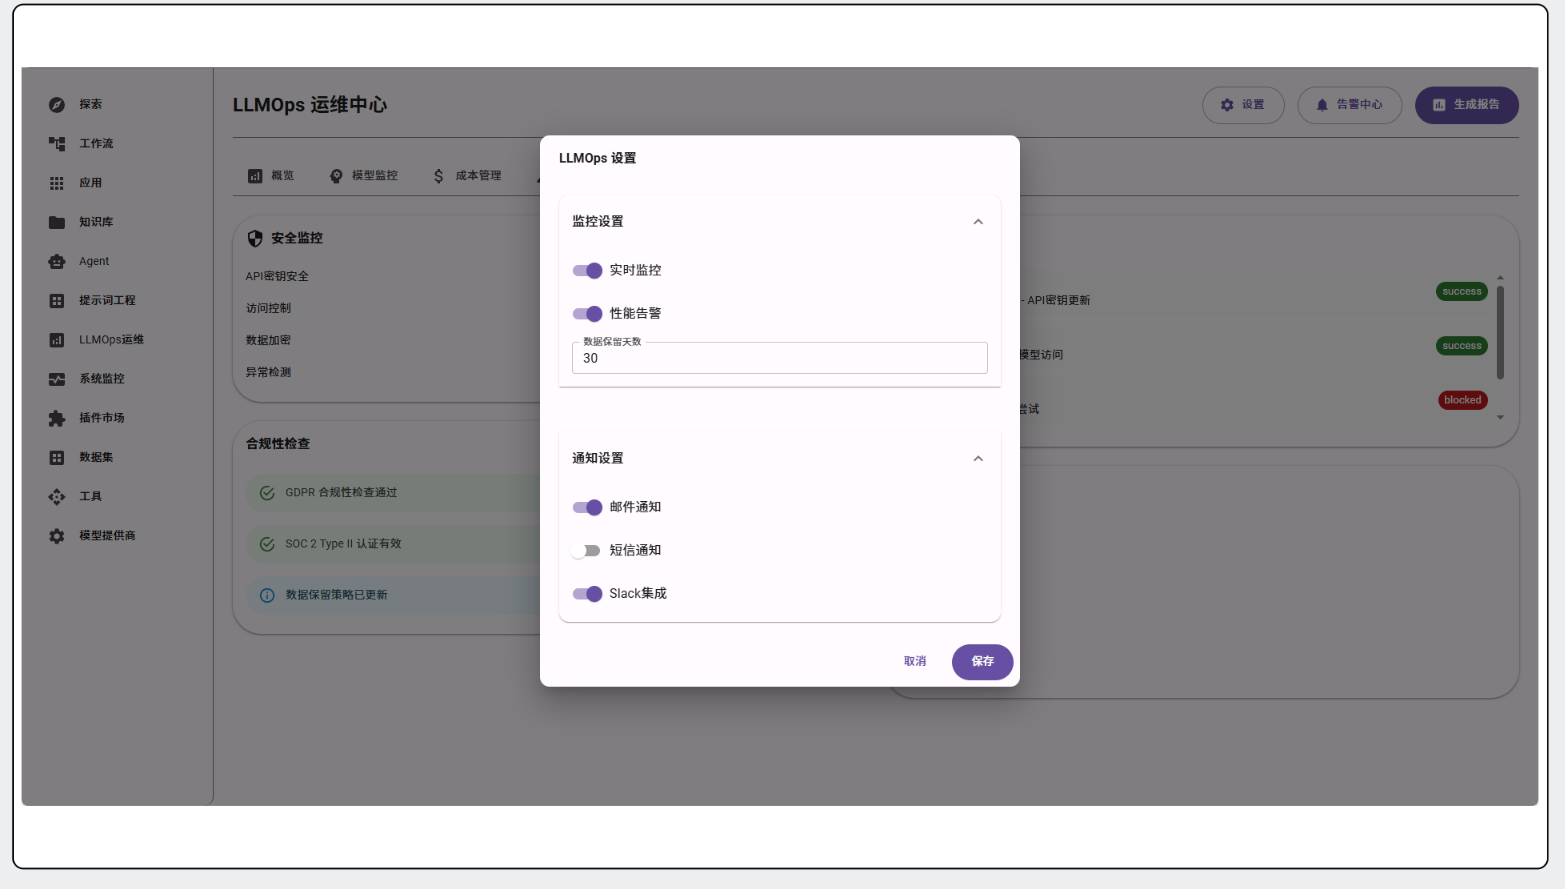 探索
工作流
应用
知识库
Agent
提示词工程
LLMOps运维
系统监控
插件市场
数据集
工具
模型提供商
LLMOps 运维中心
设置
告警中心
生成报告
概览
模型监控
成本管理
安全监控
API密钥安全
访问控制
数据加密
异常检测
合规性检查
GDPR 合规性检查通过
SOC 2 Type II 认证有效
数据保留策略已更新
LLMOps 设置
监控设置
实时监控
性能告警
数据保留天数
30
通知设置
邮件通知
短信通知
Slack集成
取消
保存
- API密钥更新
success
模型访问
success
尝试
blocked